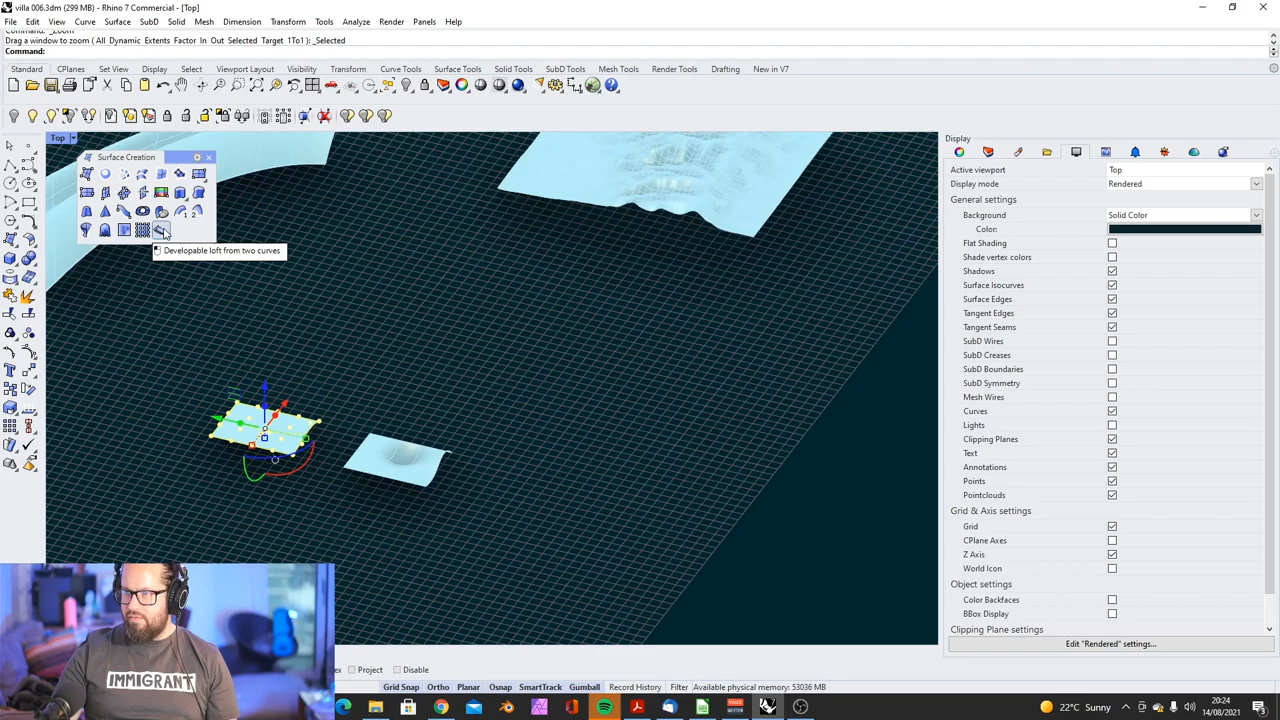 villa 006.3dm (299 MB) - Rhino 7 Commercial - [Top]
File Edit View Curve Surface SubD Solid Mesh Dimension Transform Tools Analyze Render Panels Help
Drag a window to zoom ( All Dynamic Extents Factor In Out Selected Target 1To1 ): _Selected
Command:
Standard CPlanes Set View Display Select Viewport Layout Visibility Transform Curve Tools Surface Tools Solid Tools SubD Tools Mesh Tools Render Tools Drafting New in V7
Top
Surface Creation
Developable loft from two curves
Display
Active viewport Top
Display mode Rendered
General settings
Background Solid Color
Color:
Flat Shading
Shade vertex colors
Shadows
Surface Isocurves
Surface Edges
Tangent Edges
Tangent Seams
SubD Wires
SubD Creases
SubD Boundaries
SubD Symmetry
Mesh Wires
Curves
Lights
Clipping Planes
Text
Annotations
Points
Pointclouds
Grid & Axis settings
Grid
CPlane Axes
Z Axis
World Icon
Object settings
Color Backfaces
BBox Display
Clipping Plane settings
Edit "Rendered" settings...
IMMIGRANT
Project Disable
Grid Snap Ortho Planar Osnap SmartTrack Gumball Record History Filter Available physical memory: 53036 MB
22°C Sunny
20:24
14/08/2021